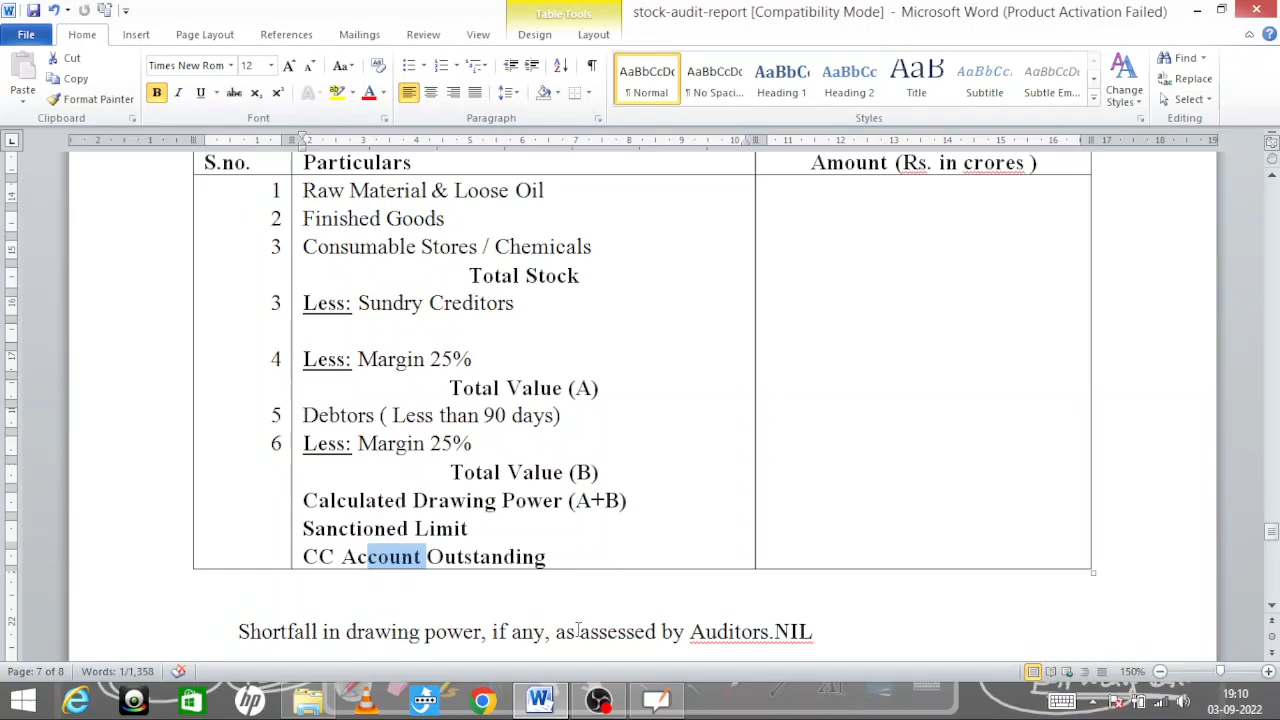 Table Tools
stock-audit-report [Compatibility Mode] - Microsoft Word (Product Activation Failed)
File Home Insert Page Layout References Mailings Review View Design Layout
Paste
Cut
Copy
Format Painter
Clipboard
Times New Rom 12
Font
Paragraph
AaBbCcDc AaBbCcDc AaBbC AaBbCc AaB AaBbCc. AaBbCcDc
¶ Normal ¶ No Spaci... Heading 1 Heading 2 Title Subtitle Subtle Em...
Styles
Change Styles
Find
Replace
Select
Editing
S.no. Particulars Amount (Rs. in crores )
1 Raw Material & Loose Oil
2 Finished Goods
3 Consumable Stores / Chemicals
Total Stock
3 Less: Sundry Creditors
4 Less: Margin 25%
Total Value (A)
5 Debtors ( Less than 90 days)
6 Less: Margin 25%
Total Value (B)
Calculated Drawing Power (A+B)
Sanctioned Limit
CC Account Outstanding
Shortfall in drawing power, if any, as assessed by Auditors.NIL
Page: 7 of 8 Words: 1/1,358 150%
19:10
03-09-2022